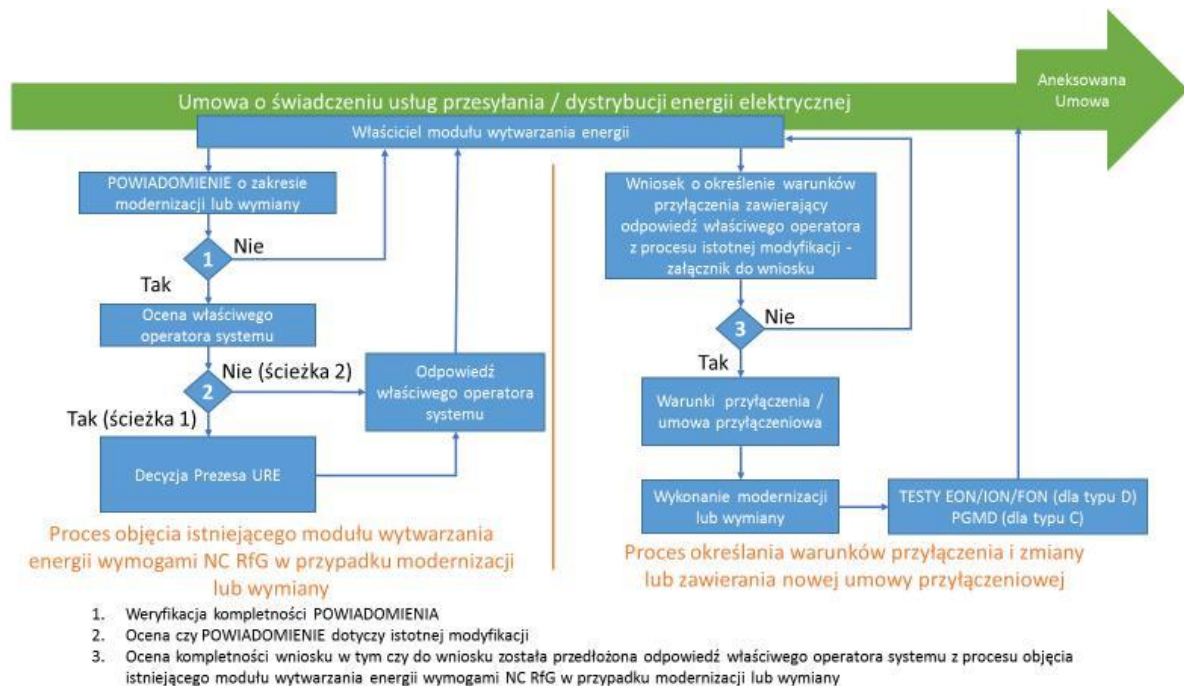 Aneksowana
Umowa
Umowa o świadczeniu usług przesyłania / dystrybucji energii elektrycznej
Właściciel modułu wytwarzania energii
POWIADOMIENIE o zakresie
modernizacji lub wymiany
1
Nie
Tak
Ocena właściwego
operatora systemu
2
Nie (ścieżka 2)
Tak (ścieżka 1)
Odpowiedź
właściwego operatora
systemu
Decyzja Prezesa URE
Proces objęcia istniejącego modułu wytwarzania
energii wymogami NC RfG w przypadku modernizacji
lub wymiany
Wniosek o określenie warunków
przyłączenia zawierający
odpowiedź właściwego operatora
z procesu istotnej modyfikacji -
załącznik do wniosku
3
Nie
Tak
Warunki przyłączenia /
umowa przyłączeniowa
Wykonanie modernizacji
lub wymiany
TESTY EON/ION/FON (dla typu D)
PGMD (dla typu C)
Proces określania warunków przyłączenia i zmiany
lub zawierania nowej umowy przyłączeniowej
1. Weryfikacja kompletności POWIADOMIENIA
2. Ocena czy POWIADOMIENIE dotyczy istotnej modyfikacji
3. Ocena kompletności wniosku w tym czy do wniosku została przedłożona odpowiedź właściwego operatora systemu z procesu objęcia
istniejącego modułu wytwarzania energii wymogami NC RfG w przypadku modernizacji lub wymiany